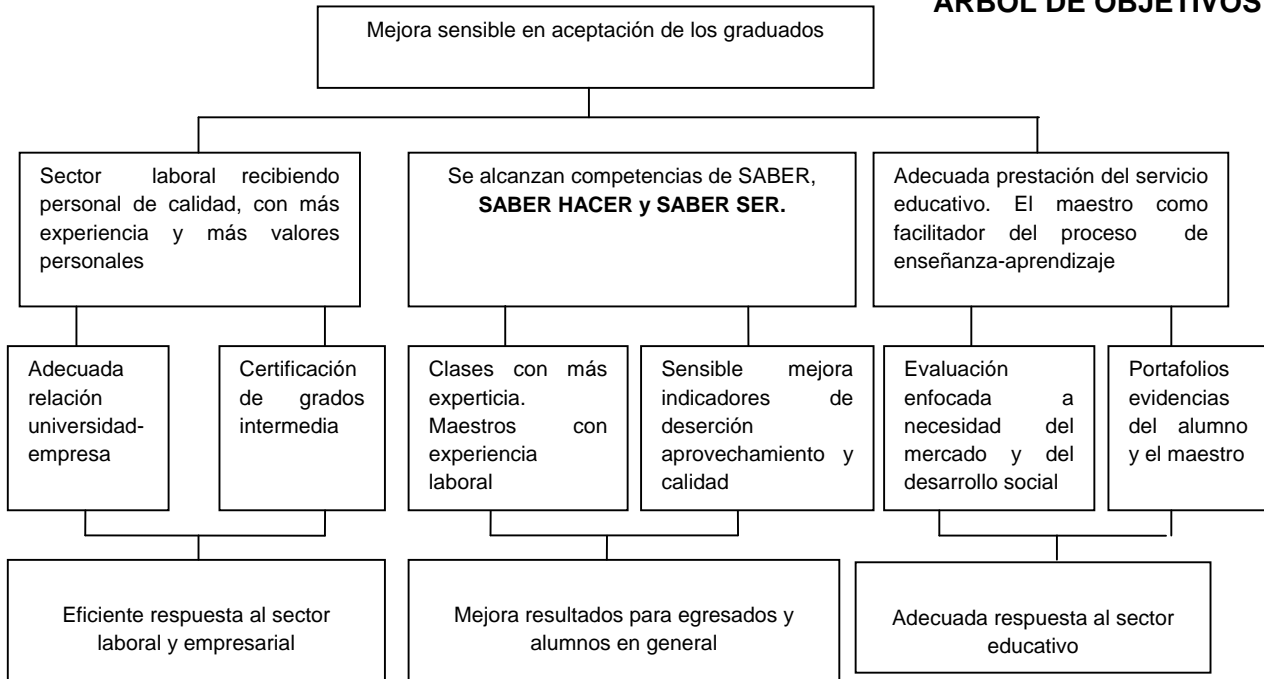 ÁRBOL DE OBJETIVOS
Mejora sensible en aceptación de los graduados
Sector laboral recibiendo
personal de calidad, con más
experiencia y más valores
personales
Se alcanzan competencias de SABER,
SABER HACER y SABER SER.
Adecuada prestación del servicio
educativo. El maestro como
facilitador del proceso de
enseñanza-aprendizaje
Adecuada
relación
universidad-
empresa
Certificación
de grados
intermedia
Clases con más
experticia.
Maestros con
experiencia
laboral
Sensible mejora
indicadores de
deserción
aprovechamiento y
calidad
Evaluación
enfocada a
necesidad del
mercado y del
desarrollo social
Portafolios
evidencias
del alumno
y el maestro
Eficiente respuesta al sector
laboral y empresarial
Mejora resultados para egresados y
alumnos en general
Adecuada respuesta al sector
educativo